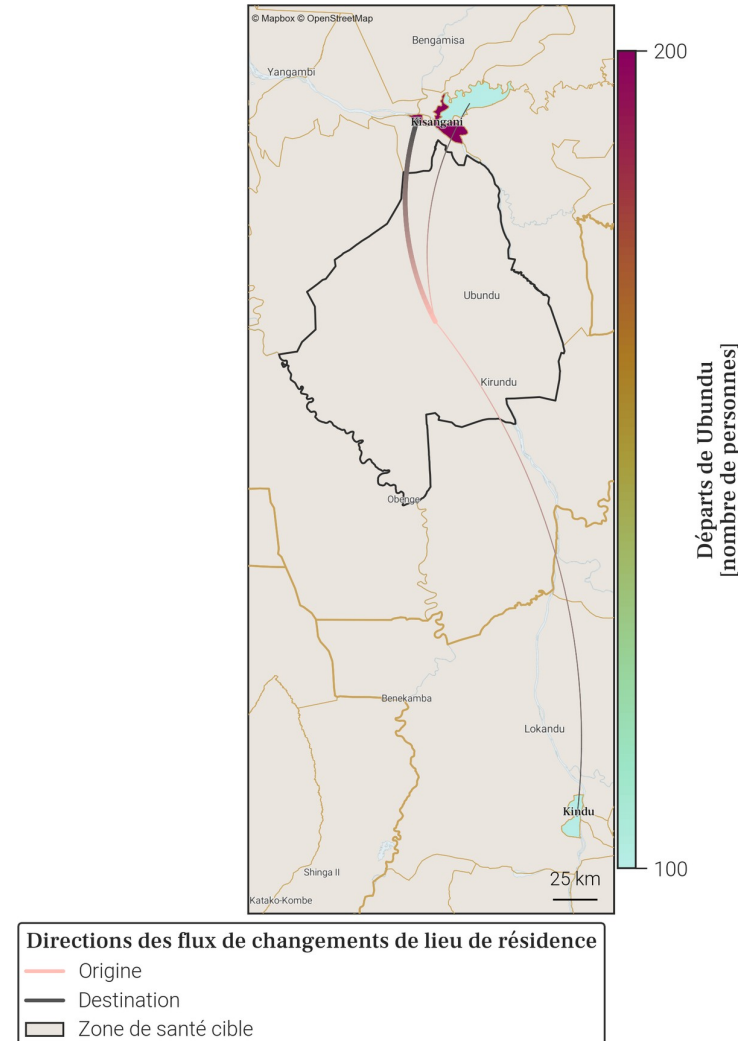 © Mapbox © OpenStreetMap
Bengamisa
Yangambi
Kisangani
Ubundu
Kirundu
Obenge
Benekamba
Lokandu
Kindu
Shinga II
Katako-Kombe
25 km
200
100
Départs de Ubundu
[nombre de personnes]
Directions des flux de changements de lieu de résidence
Origine
Destination
Zone de santé cible